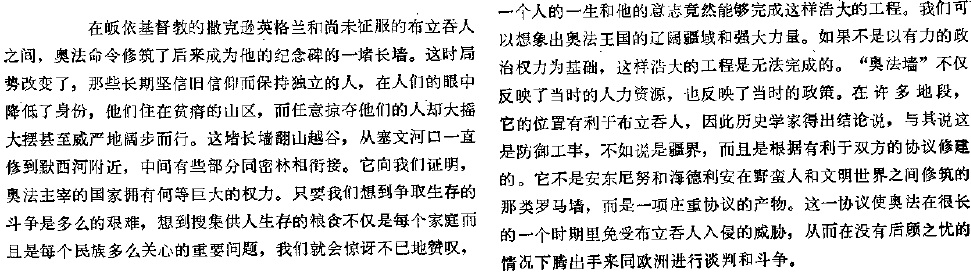 在皈依基督教的撒克逊英格兰和尚未征服的布立吞人
之间，奥法命令修筑了后来成为他的纪念碑的一堵长墙。这时局
势改变了，那些长期坚信旧信仰而保持独立的人，在人们的眼中
降低了身份，他们住在贫瘠的山区，而任意掠夺他们的人却大摇
大摆甚至威严地阔步而行。这堵长墙翻山越谷，从塞文河口一直
修到默西河附近，中间有些部分同密林相衔接。它向我们证明，
奥法主宰的国家拥有何等巨大的权力。只要我们想到争取生存的
斗争是多么的艰难，想到搜集供人生存的粮食不仅是每个家庭而
且是每个民族多么关心的重要问题，我们就会惊讶不已地赞叹，
一个人的一生和他的意志竟然能够完成这样浩大的工程。我们可
以想象出奥法王国的辽阔疆域和强大力量。如果不是以有力的政
治权力为基础，这样浩大的工程是无法完成的。“奥法墙”不仅
反映了当时的人力资源，也反映了当时的政策。在许多地段，
它的位置有利于布立吞人，因此历史学家得出结论说，与其说这
是防御工事，不如说是疆界，而且是根据有利于双方的协议修建
的。它不是安东尼努和海德利安在野蛮人和文明世界之间修筑的
那类罗马墙，而是一项庄重协议的产物。这一协议使奥法在很长
的一个时期里免受布立吞人入侵的威胁，从而在没有后顾之忧的
情况下腾出手来同欧洲进行谈判和斗争。